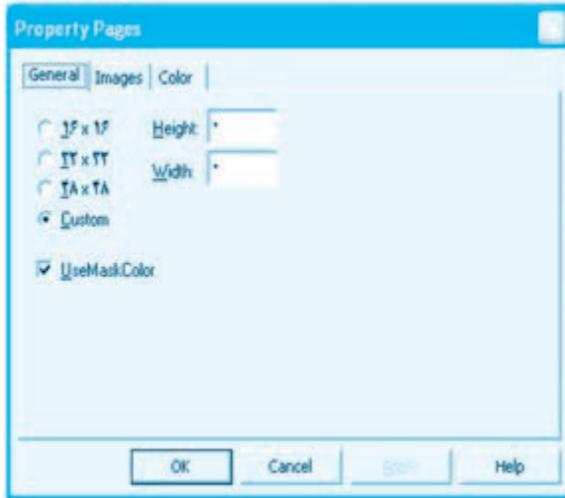 Property Pages
General Images Color
۱۶ x ۱۶ Height: ۰
۳۲ x ۳۲
Width: ۰
۴۸ x ۴۸
Custom
UseMaskColor
OK Cancel Apply Help